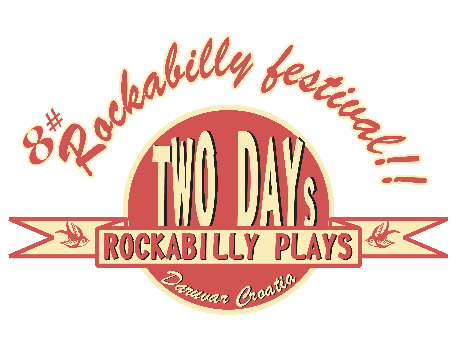 8# Rockabilly festival!!
TWO DAYs
ROCKABILLY PLAYS
Daruvar Croatia